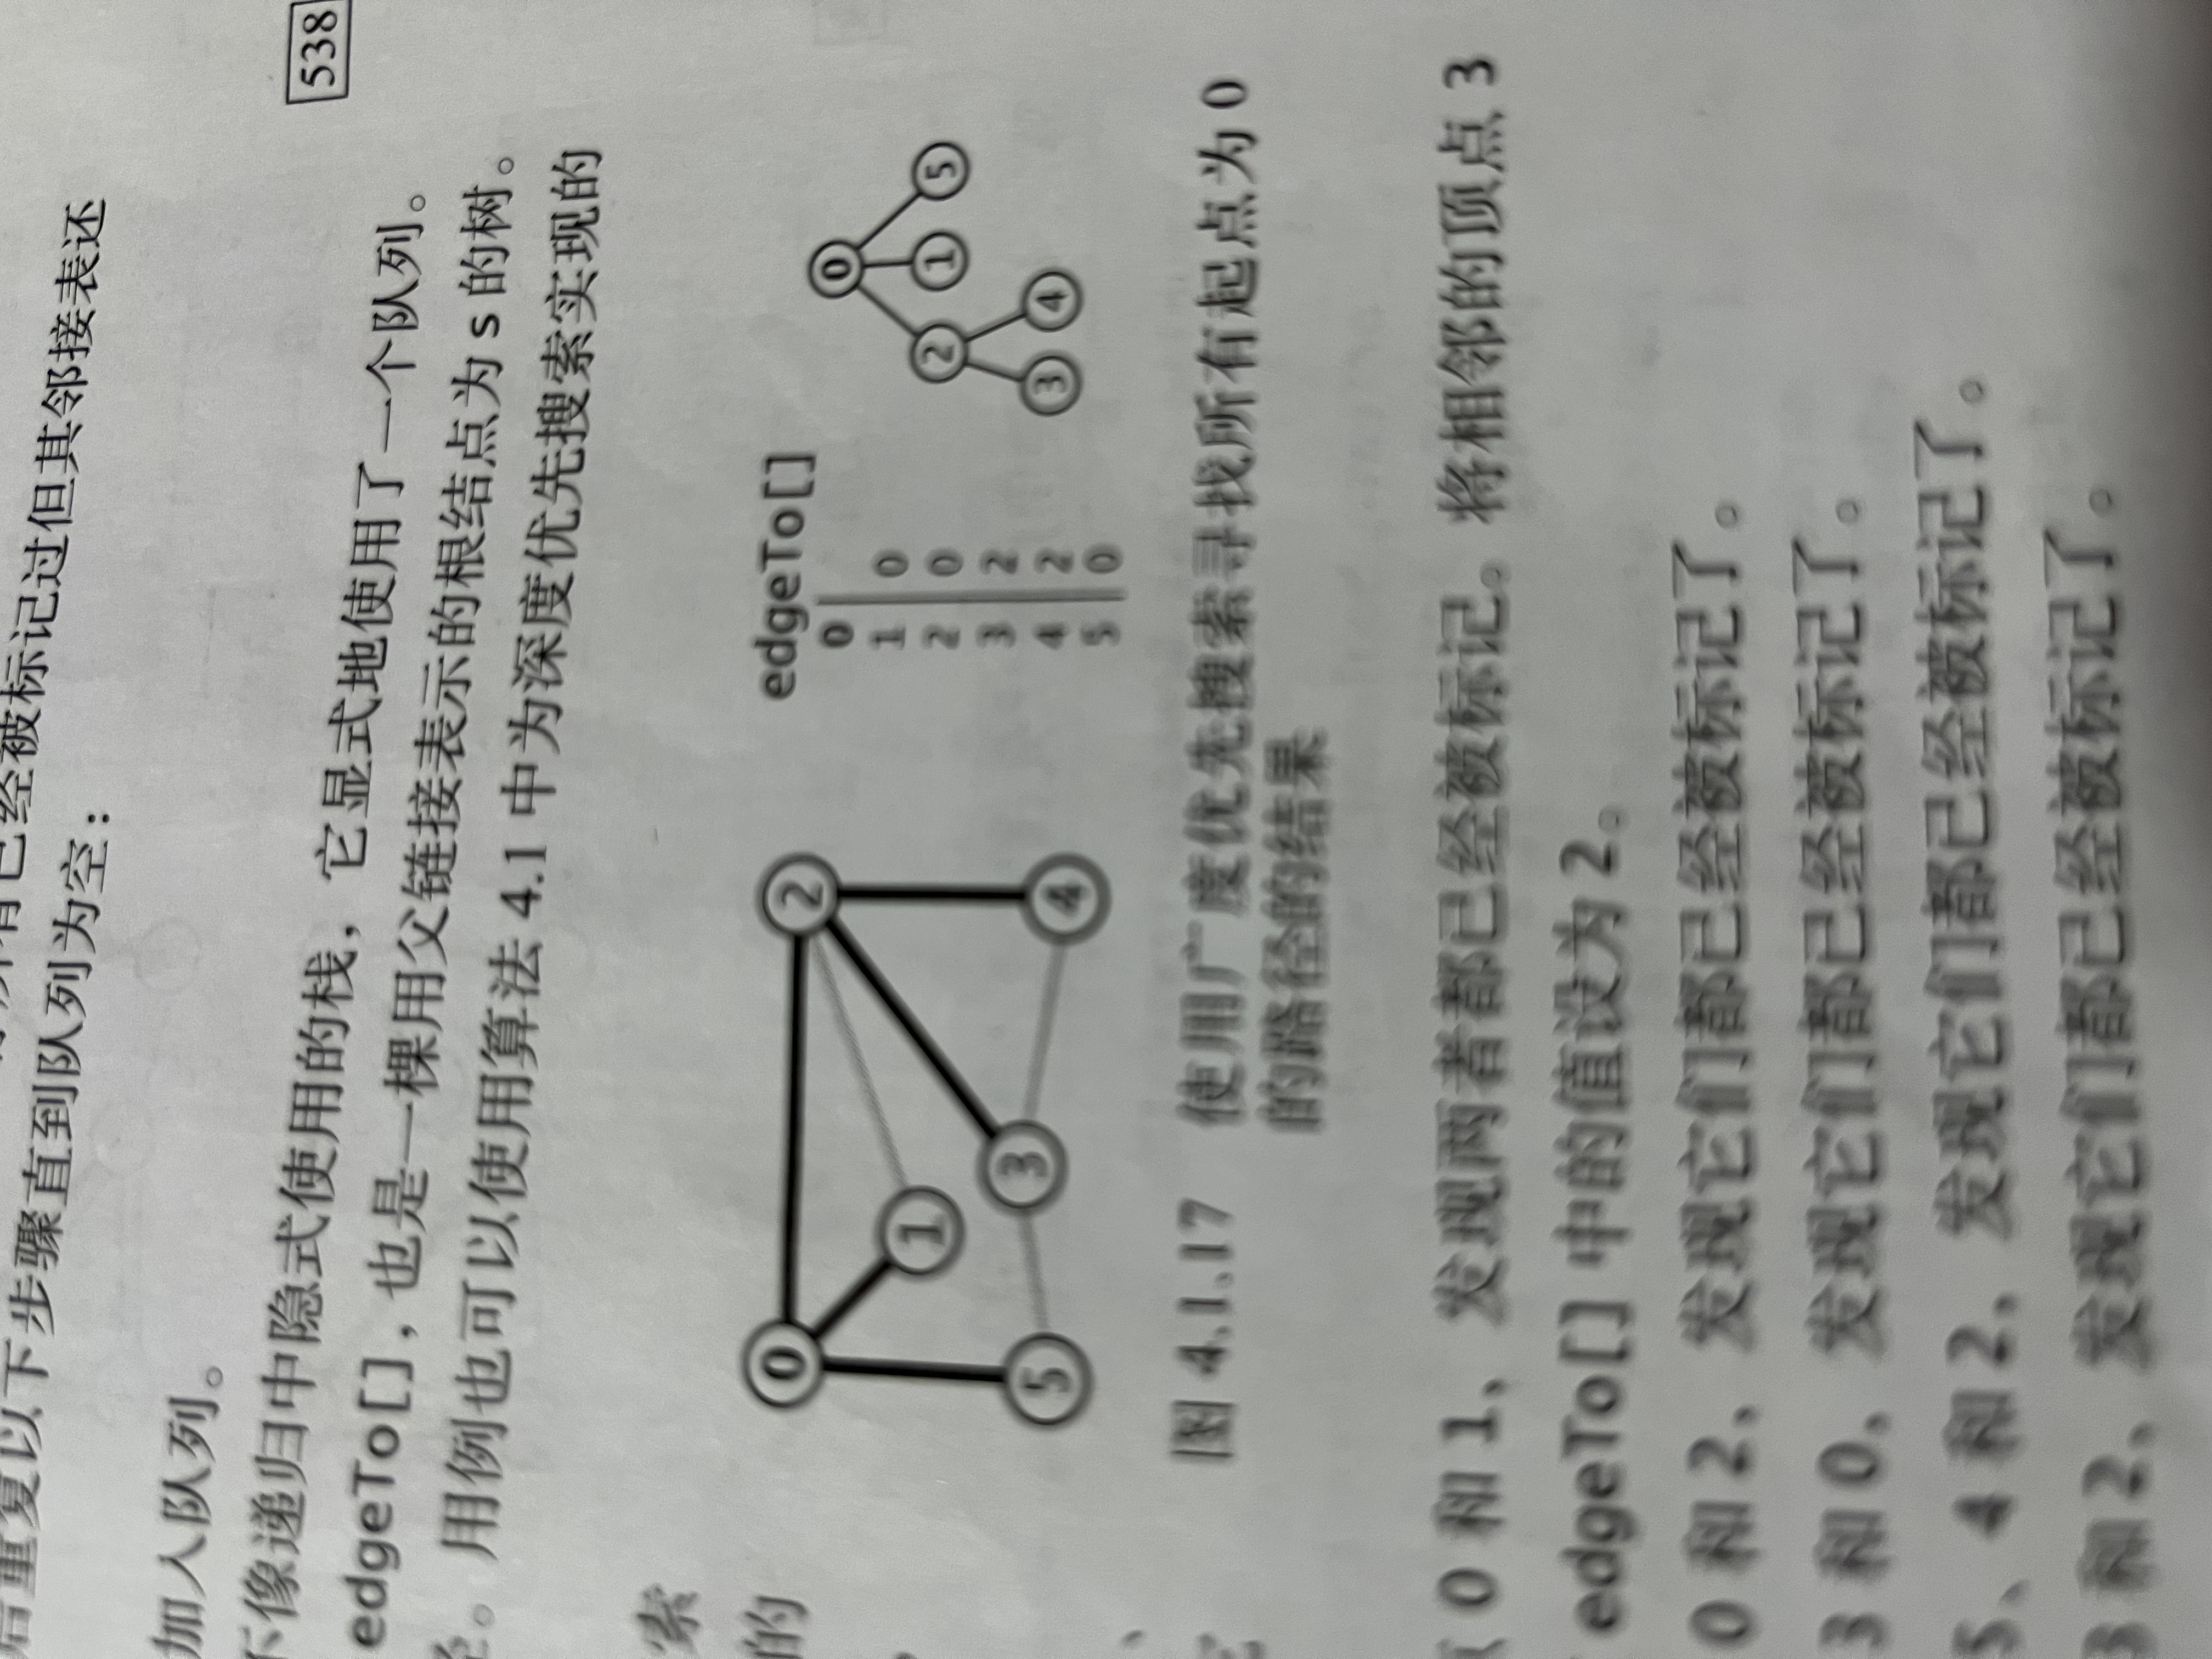 后重复以下步骤直到队列为空：
所有已经被标记过但其邻接表还
加入队列。
不像递归中隐式使用的栈，它显式地使用了一个队列。
538
edgeTo[]，也是一棵用父链接表示的根结点为 s 的树。
径。用例也可以使用算法 4.1 中为深度优先搜索实现的
索
的
0
2
1
3
5
4
edgeTo[]
0
1 0
2 0
3 2
4 2
5 0
0
2 1 5
3 4
图 4.1.17 使用广度优先搜索寻找所有起点为 0
的路径的结果
点 0 和 1，发现两者都已经被标记。将相邻的顶点 3
edgeTo[] 中的值设为 2。
0 和 2，发现它们都已经被标记了。
3 和 0，发现它们都已经被标记了。
5、4 和 2，发现它们都已经被标记了。
3 和 2，发现它们都已经被标记了。